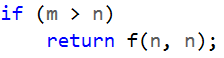 if (m > n)
    return f(n, n);